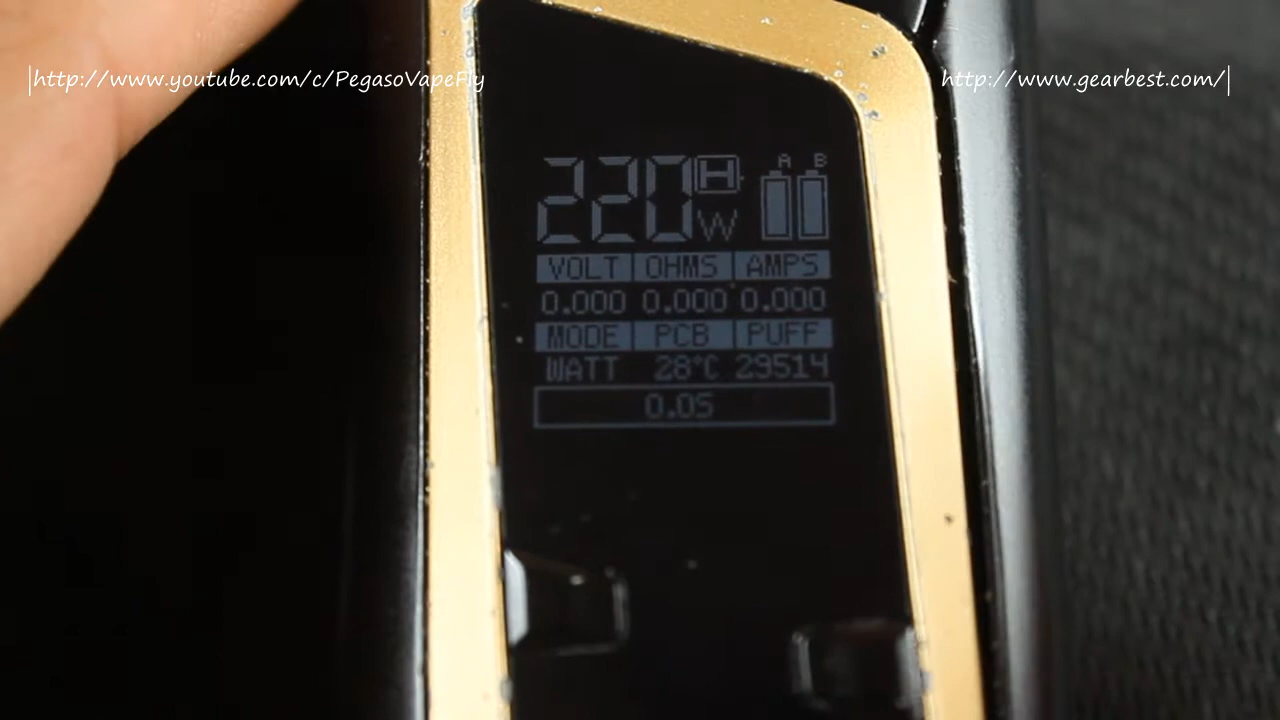 |http://www.youtube.com/c/PegasoVapeFly
http://www.gearbest.com/|
220 H W
A B
VOLT OHMS AMPS
0.000 0.000 0.000
MODE PCB PUFF
WATT 28°C 29514
0.0S